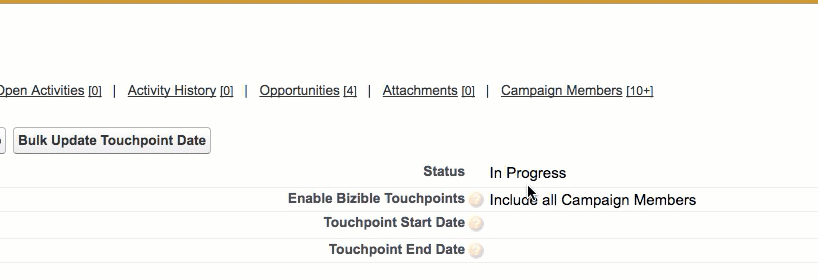 Open Activities [0] | Activity History [0] | Opportunities [4] | Attachments [0] | Campaign Members [10+]
Bulk Update Touchpoint Date
Status In Progress
Enable Bizible Touchpoints ? Include all Campaign Members
Touchpoint Start Date ?
Touchpoint End Date ?